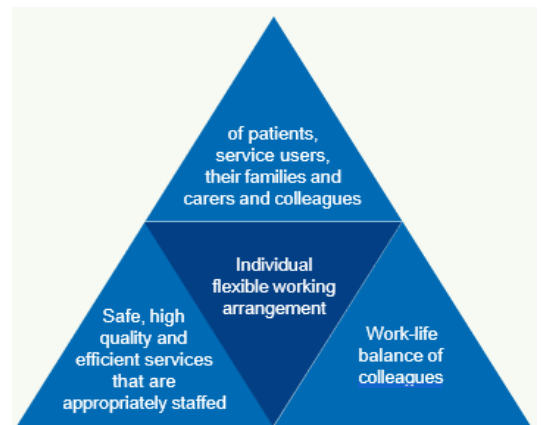 of patients,
service users,
their families and
carers and colleagues
Individual
flexible working
arrangement
Safe, high
quality and
efficient services
that are
appropriately staffed
Work-life
balance of
colleagues